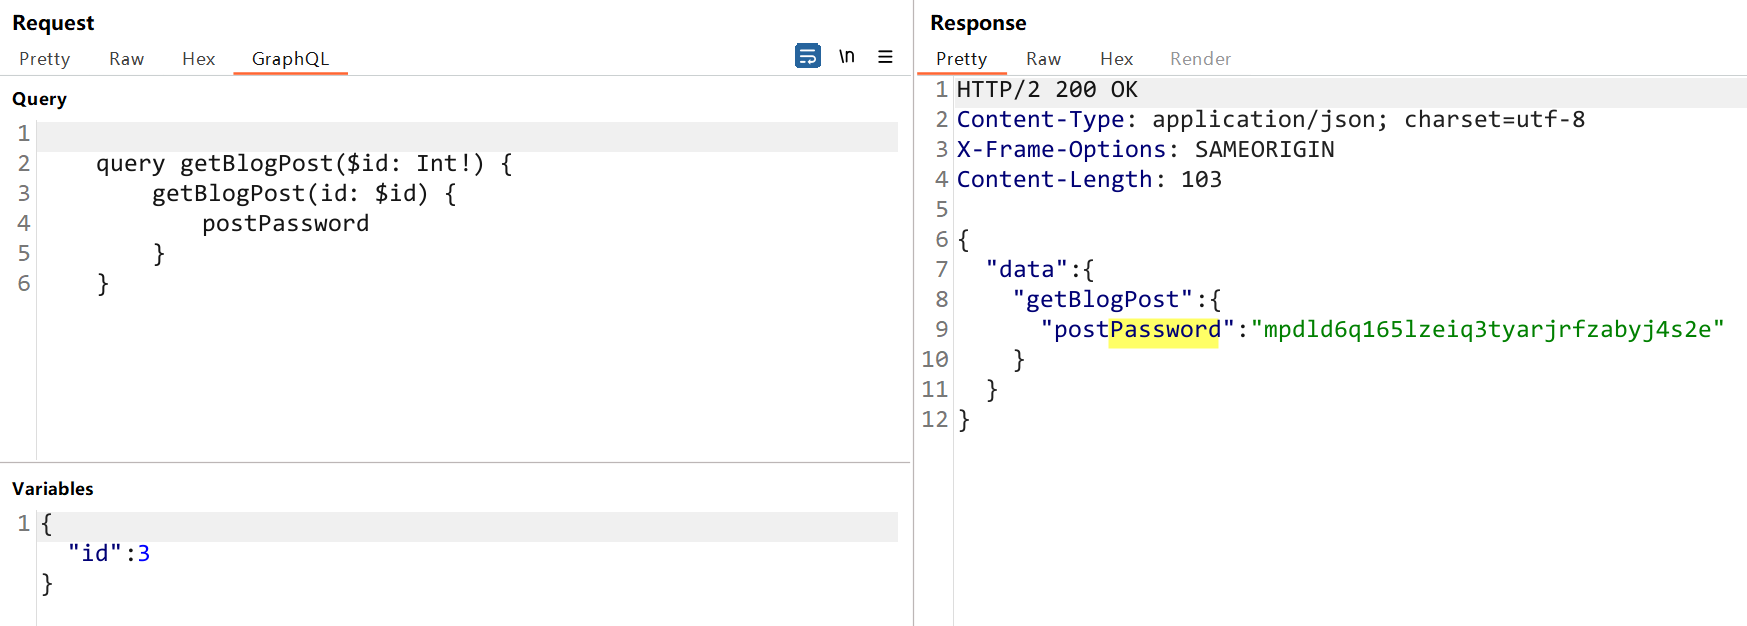 Request
Pretty Raw Hex GraphQL \n
Query
1
2 query getBlogPost($id: Int!) {
3 getBlogPost(id: $id) {
4 postPassword
5 }
6 }
Variables
1 {
"id":3
}
Response
Pretty Raw Hex Render
1 HTTP/2 200 OK
2 Content-Type: application/json; charset=utf-8
3 X-Frame-Options: SAMEORIGIN
4 Content-Length: 103
5
6 {
7 "data":{
8 "getBlogPost":{
9 "postPassword":"mpdld6q165lzeiq3tyarjrfzabyj4s2e"
10 }
11 }
12 }